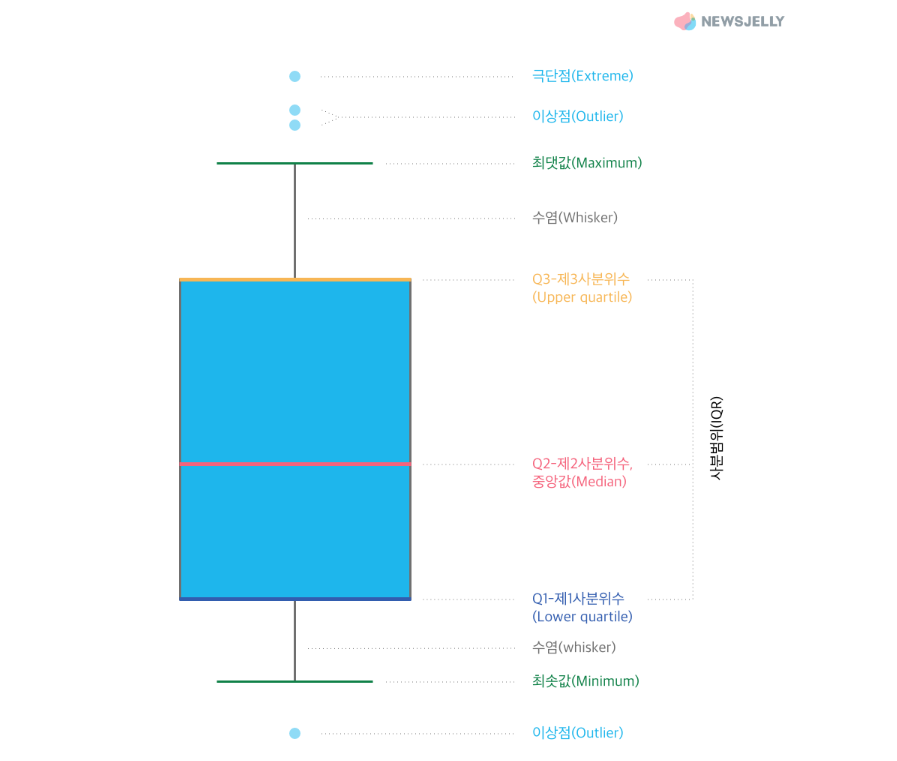 NEWSJELLY
극단점(Extreme)
이상점(Outlier)
최댓값(Maximum)
수염(Whisker)
Q3-제3사분위수
(Upper quartile)
사분범위(IQR)
Q2-제2사분위수,
중앙값(Median)
Q1-제1사분위수
(Lower quartile)
수염(whisker)
최솟값(Minimum)
이상점(Outlier)